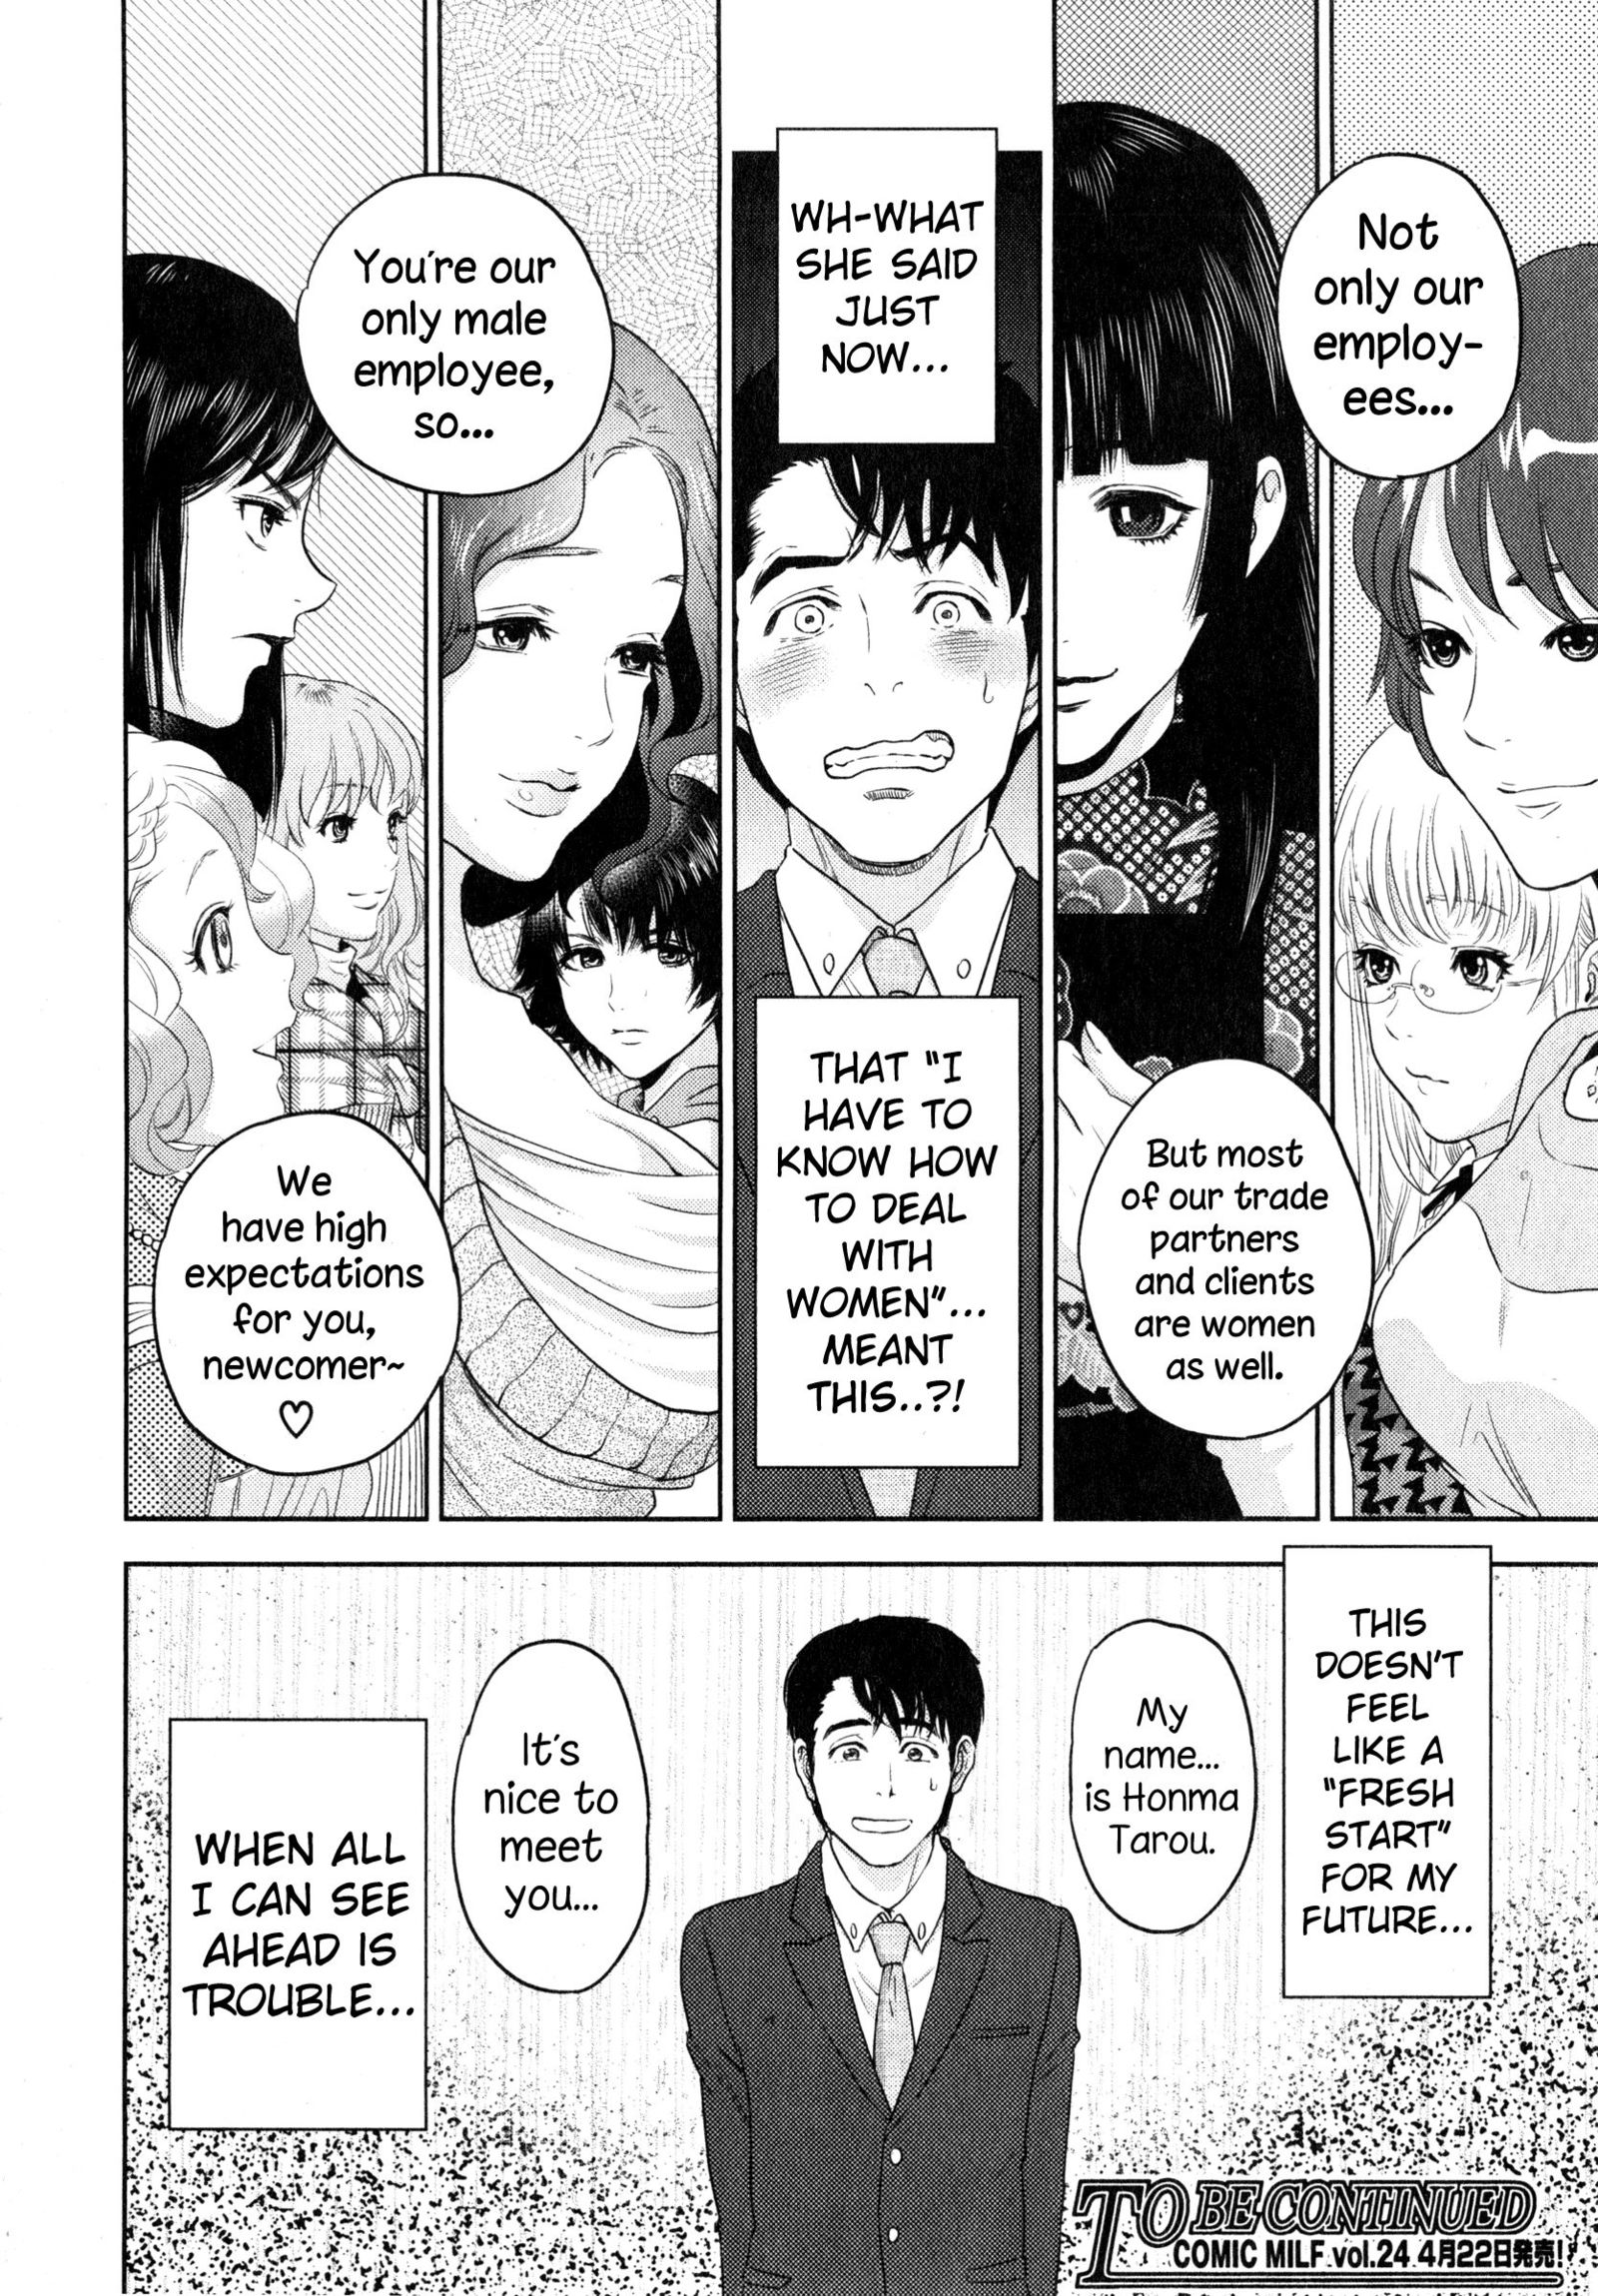 Not
only our
employ-
ees...
But most
of our trade
partners
and clients
are women
as well.
WH-WHAT
SHE SAID
JUST
NOW...
THAT "I
HAVE TO
KNOW HOW
TO DEAL
WITH
WOMEN"...
MEANT
THIS..?!
You're our
only male
employee,
so...
We
have high
expectations
for you,
newcomer~
♡
THIS
DOESN'T
FEEL
LIKE A
"FRESH
START"
FOR MY
FUTURE...
My
name...
is Honma
Tarou.
It's
nice to
meet
you...
WHEN ALL
I CAN SEE
AHEAD IS
TROUBLE...
TO BE CONTINUED
COMIC MILF vol.24 4月22日発売!